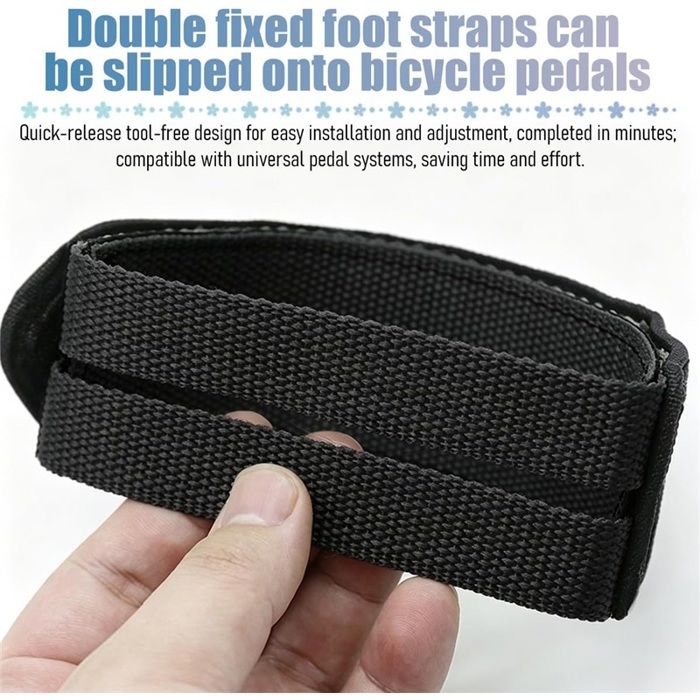 Double fixed foot straps can
be slipped onto bicycle pedals
Quick-release tool-free design for easy installation and adjustment, completed in minutes;
compatible with universal pedal systems, saving time and effort.